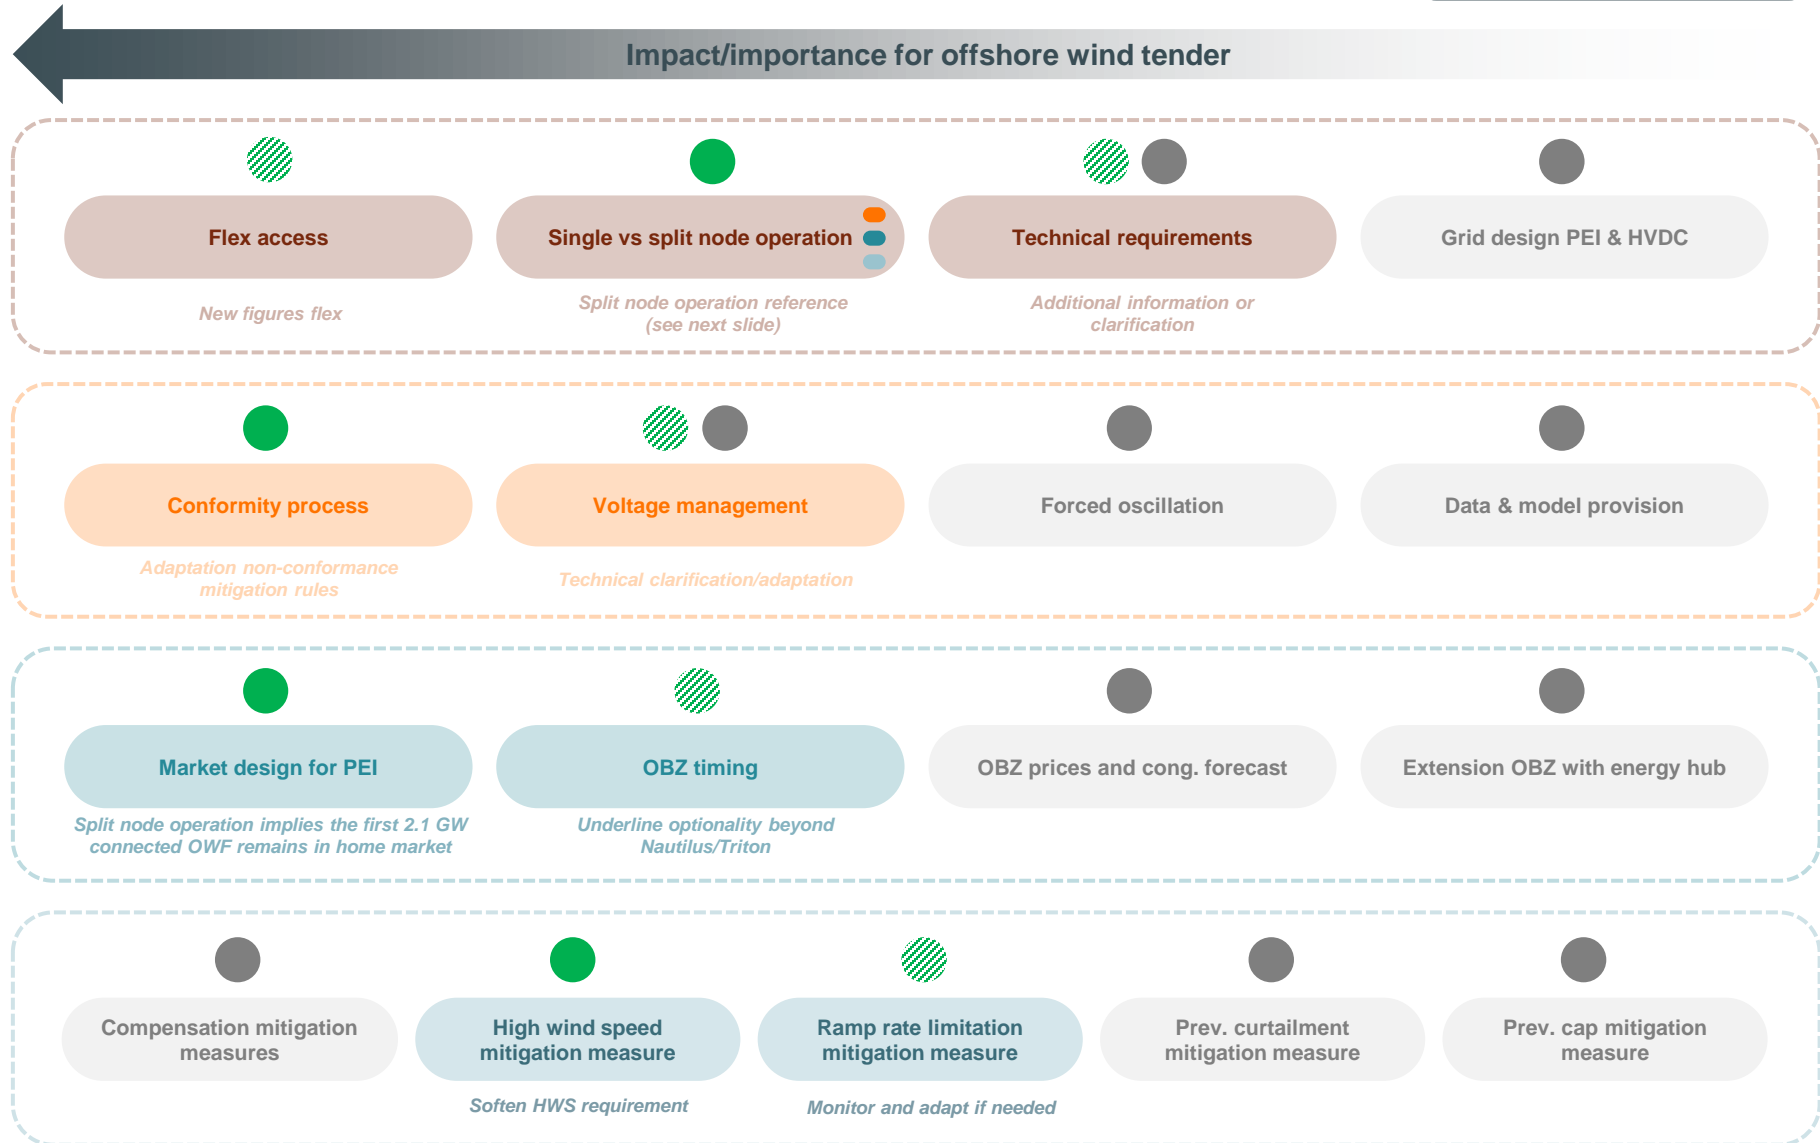 Impact/importance for offshore wind tender
Flex access
Single vs split node operation
Technical requirements
Grid design PEI & HVDC
New figures flex
Split node operation reference
(see next slide)
Additional information or
clarification
Conformity process
Voltage management
Forced oscillation
Data & model provision
Adaptation non-conformance
mitigation rules
Technical clarification/adaptation
Market design for PEI
OBZ timing
OBZ prices and cong. forecast
Extension OBZ with energy hub
Split node operation implies the first 2.1 GW
connected OWF remains in home market
Underline optionality beyond
Nautilus/Triton
Compensation mitigation
measures
High wind speed
mitigation measure
Ramp rate limitation
mitigation measure
Prev. curtailment
mitigation measure
Prev. cap mitigation
measure
Soften HWS requirement
Monitor and adapt if needed